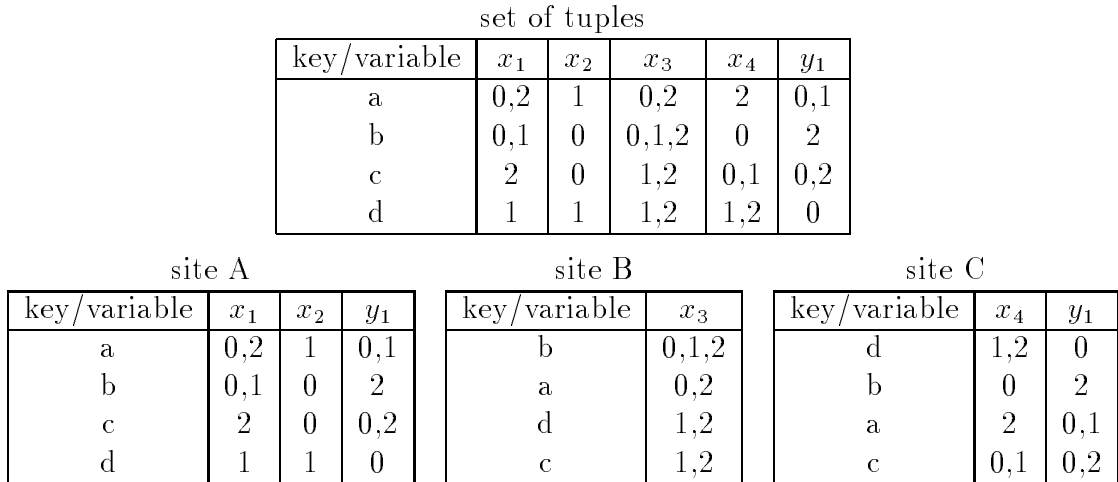 set of tuples
key/variable x₁ x₂ x₃ x₄ y₁
a 0,2 1 0,2 2 0,1
b 0,1 0 0,1,2 0 2
c 2 0 1,2 0,1 0,2
d 1 1 1,2 1,2 0
site A site B site C
key/variable x₁ x₂ y₁ key/variable x₃ key/variable x₄ y₁
a 0,2 1 0,1 b 0,1,2 d 1,2 0
b 0,1 0 2 a 0,2 b 0 2
c 2 0 0,2 d 1,2 a 2 0,1
d 1 1 0 c 1,2 c 0,1 0,2